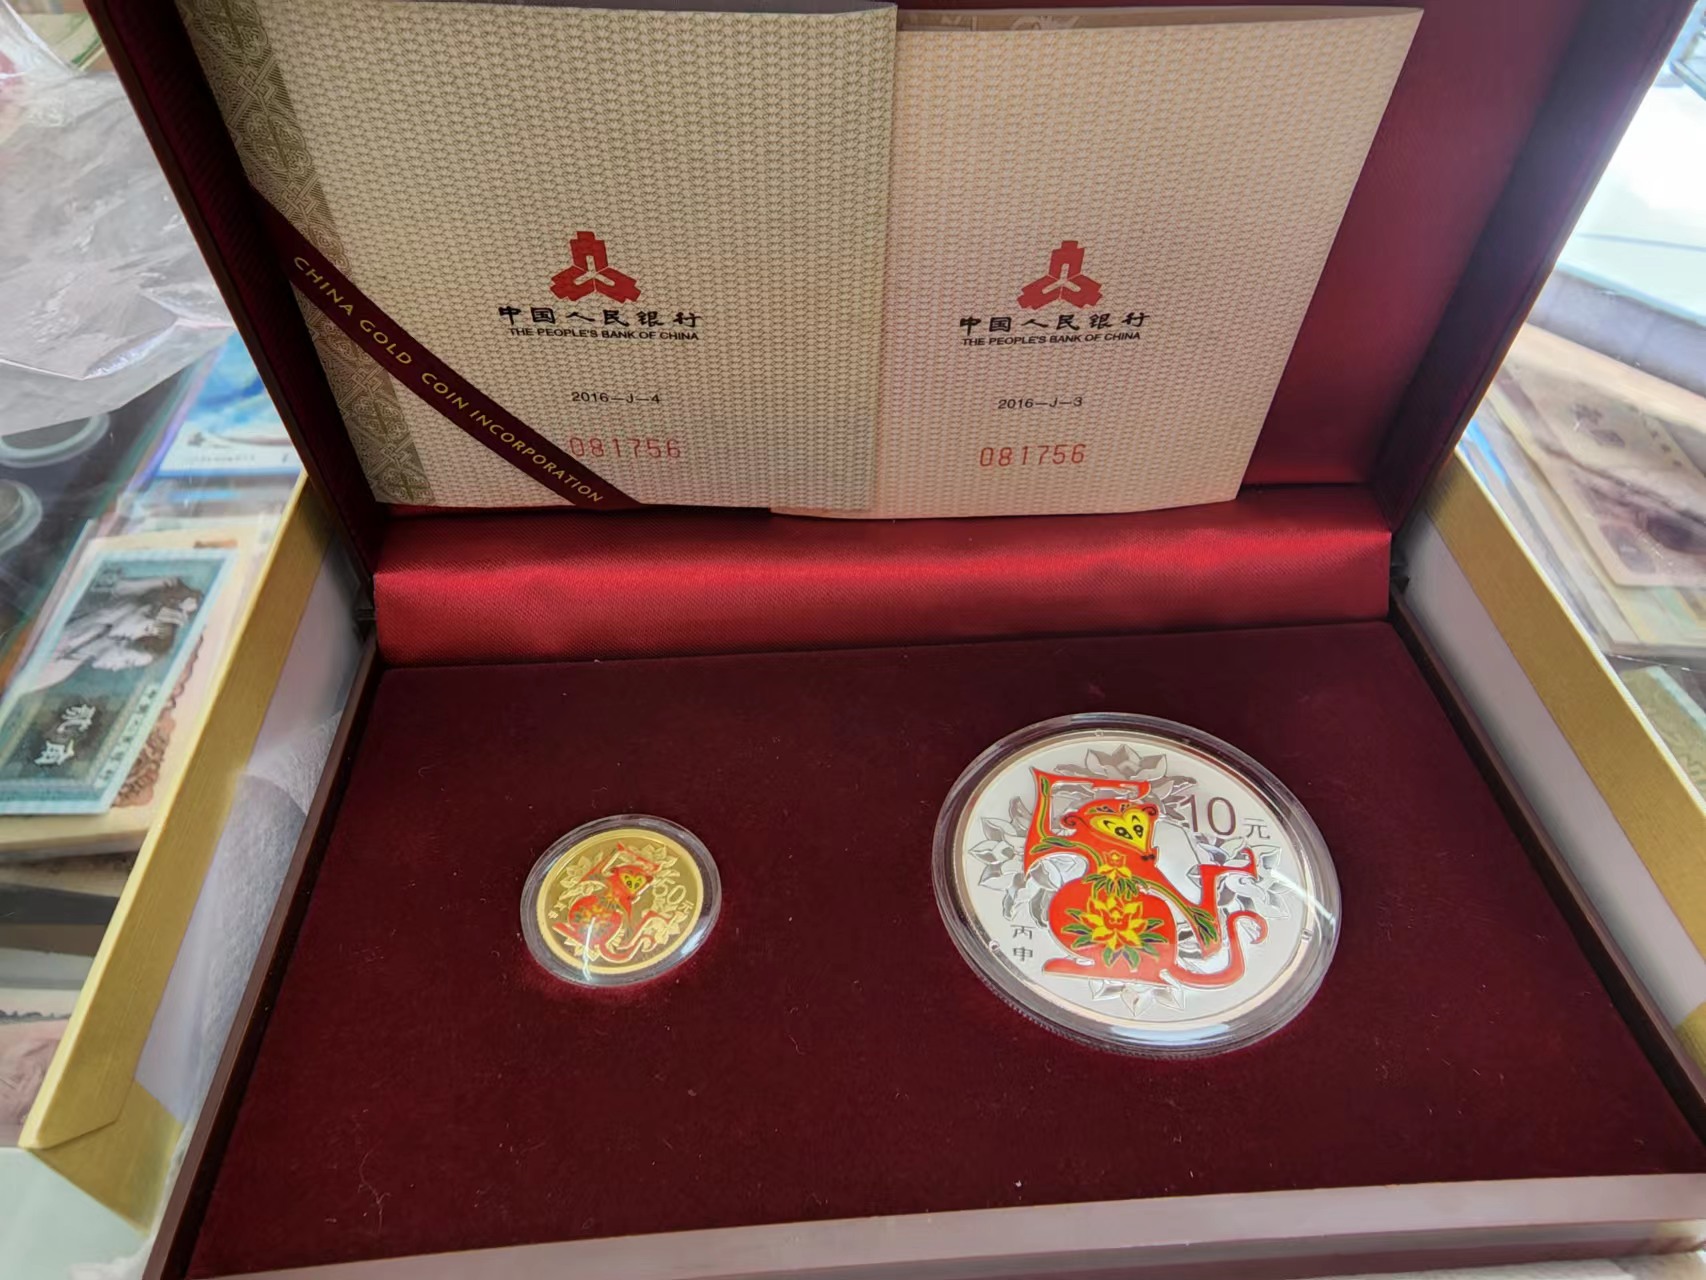 中国人民银行
THE PEOPLE'S BANK OF CHINA
2016—J—4
081756
CHINA GOLD COIN INCORPORATION
中国人民银行
THE PEOPLE'S BANK OF CHINA
2016—J—3
081756
贰角
50元
10元
丙申